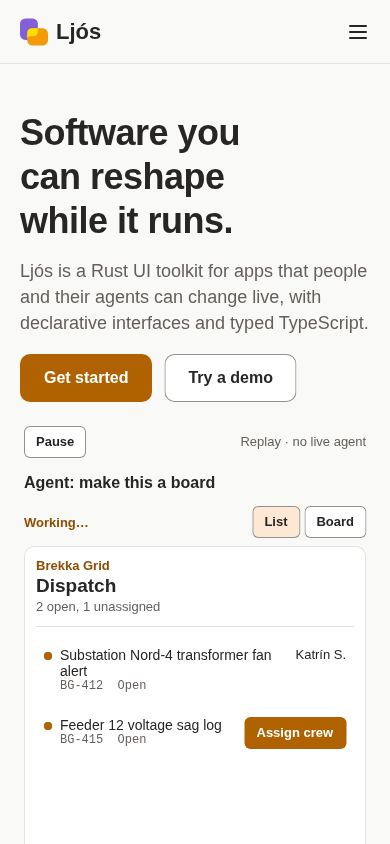 Ljós
Software you
can reshape
while it runs.
Ljós is a Rust UI toolkit for apps that people
and their agents can change live, with
declarative interfaces and typed TypeScript.
Get started
Try a demo
Pause
Replay · no live agent
Agent: make this a board
Working…
List
Board
Brekka Grid
Dispatch
2 open, 1 unassigned
Substation Nord-4 transformer fan
alert
Katrín S.
BG-412 Open
Feeder 12 voltage sag log
BG-415 Open
Assign crew